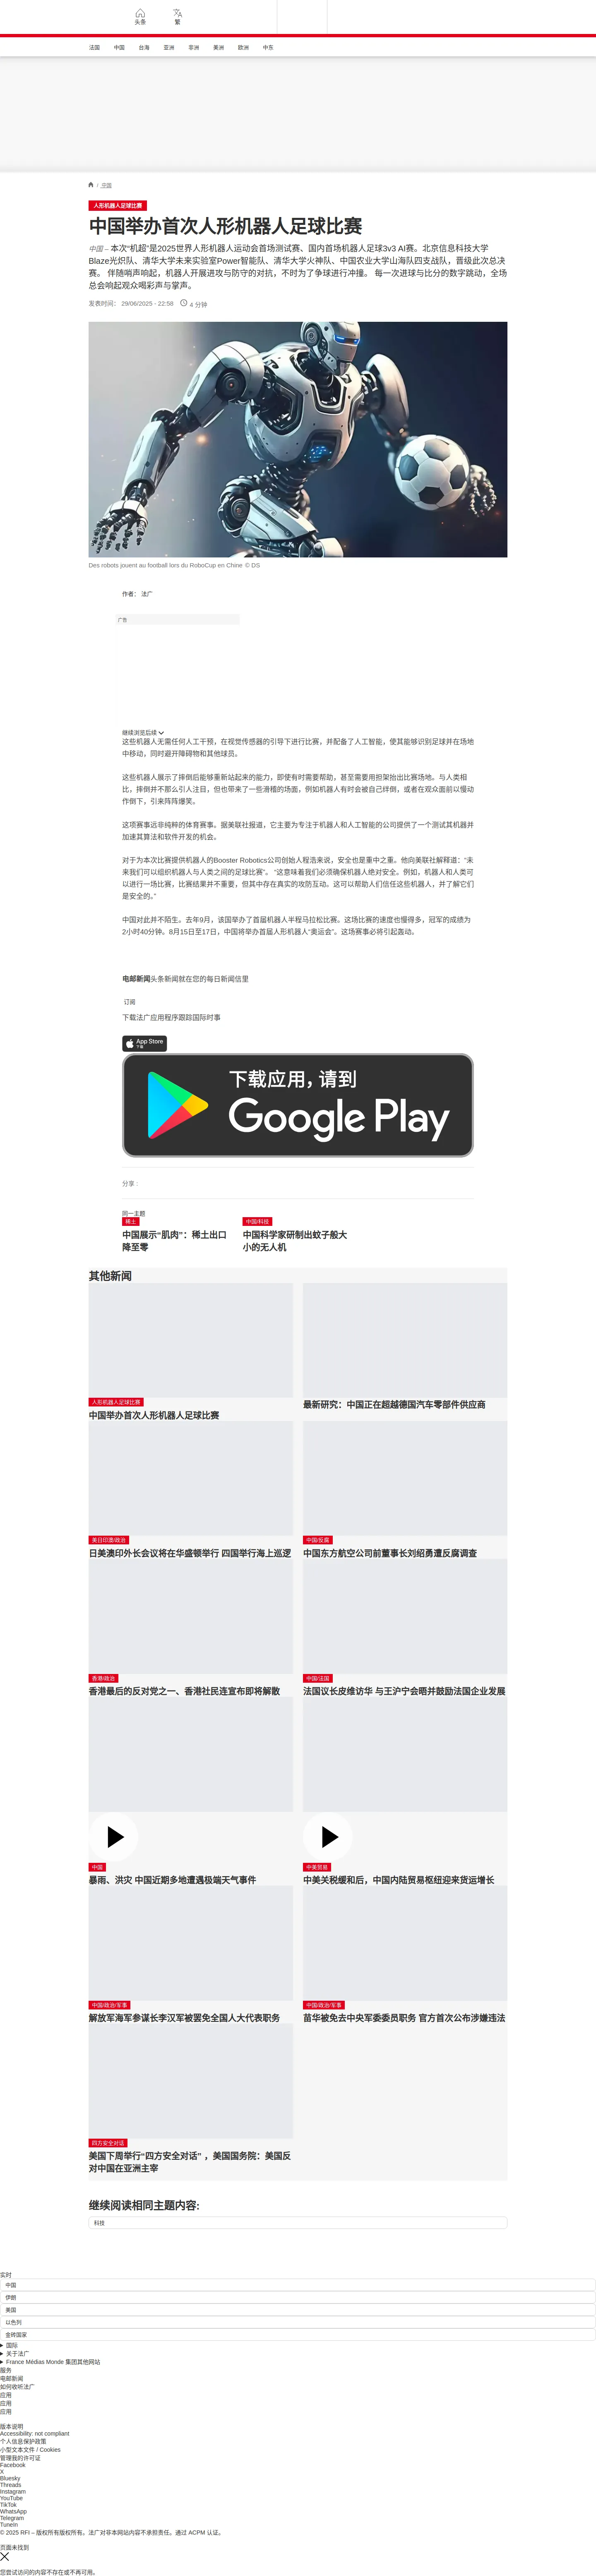 头条
繁
法国 中国 台海 亚洲 非洲 美洲 欧洲 中东
/ 中国
人形机器人足球比赛
中国举办首次人形机器人足球比赛
中国 – 本次“机超”是2025世界人形机器人运动会首场测试赛、国内首场机器人足球3v3 AI赛。北京信息科技大学
Blaze光炽队、清华大学未来实验室Power智能队、清华大学火神队、中国农业大学山海队四支战队，晋级此次总决
赛。 伴随哨声响起，机器人开展进攻与防守的对抗，不时为了争球进行冲撞。 每一次进球与比分的数字跳动，全场
总会响起观众喝彩声与掌声。
发表时间： 29/06/2025 - 22:58 4 分钟
Des robots jouent au football lors du RoboCup en Chine © DS
作者： 法广
广告
继续浏览后续
这些机器人无需任何人工干预，在视觉传感器的引导下进行比赛，并配备了人工智能，使其能够识别足球并在场地
中移动，同时避开障碍物和其他球员。
这些机器人展示了摔倒后能够重新站起来的能力，即使有时需要帮助，甚至需要用担架抬出比赛场地。与人类相
比，摔倒并不那么引人注目，但也带来了一些滑稽的场面，例如机器人有时会被自己绊倒，或者在观众面前以慢动
作倒下，引来阵阵爆笑。
这项赛事远非纯粹的体育赛事。据美联社报道，它主要为专注于机器人和人工智能的公司提供了一个测试其机器并
加速其算法和软件开发的机会。
对于为本次比赛提供机器人的Booster Robotics公司创始人程浩来说，安全也是重中之重。他向美联社解释道：“未
来我们可以组织机器人与人类之间的足球比赛”。 “这意味着我们必须确保机器人绝对安全。例如，机器人和人类可
以进行一场比赛，比赛结果并不重要，但其中存在真实的攻防互动。这可以帮助人们信任这些机器人，并了解它们
是安全的。”
中国对此并不陌生。去年9月，该国举办了首届机器人半程马拉松比赛。这场比赛的速度也慢得多，冠军的成绩为
2小时40分钟。8月15日至17日，中国将举办首届人形机器人“奥运会”。这场赛事必将引起轰动。
电邮新闻头条新闻就在您的每日新闻信里
订阅
下载法广应用程序跟踪国际时事
App Store
下载
下载应用，请到
Google Play
分享 :
同一主题
稀土
中国展示“肌肉”：稀土出口
降至零
中国/科技
中国科学家研制出蚊子般大
小的无人机
其他新闻
人形机器人足球比赛
中国举办首次人形机器人足球比赛
最新研究：中国正在超越德国汽车零部件供应商
美日印澳/政治
日美澳印外长会议将在华盛顿举行 四国举行海上巡逻
中国/反腐
中国东方航空公司前董事长刘绍勇遭反腐调查
香港/政治
香港最后的反对党之一、香港社民连宣布即将解散
中国/法国
法国议长皮维访华 与王沪宁会晤并鼓励法国企业发展
中国
暴雨、洪灾 中国近期多地遭遇极端天气事件
中美贸易
中美关税缓和后，中国内陆贸易枢纽迎来货运增长
中国/政治/军事
解放军海军参谋长李汉军被罢免全国人大代表职务
中国/政治/军事
苗华被免去中央军委委员职务 官方首次公布涉嫌违法
四方安全对话
美国下周举行“四方安全对话” ，美国国务院：美国反
对中国在亚洲主宰
继续阅读相同主题内容:
科技
实时
中国
伊朗
美国
以色列
金砖国家
国际
关于法广
France Médias Monde 集团其他网站
服务
电邮新闻
如何收听法广
应用
应用
应用
版本说明
Accessibility: not compliant
个人信息保护政策
小型文本文件 / Cookies
管理我的许可证
Facebook
X
Bluesky
Threads
Instagram
YouTube
TikTok
WhatsApp
Telegram
TuneIn
© 2025 RFI – 版权所有版权所有。法广对非本网站内容不承担责任。通过 ACPM 认证。
页面未找到
您尝试访问的内容不存在或不再可用。